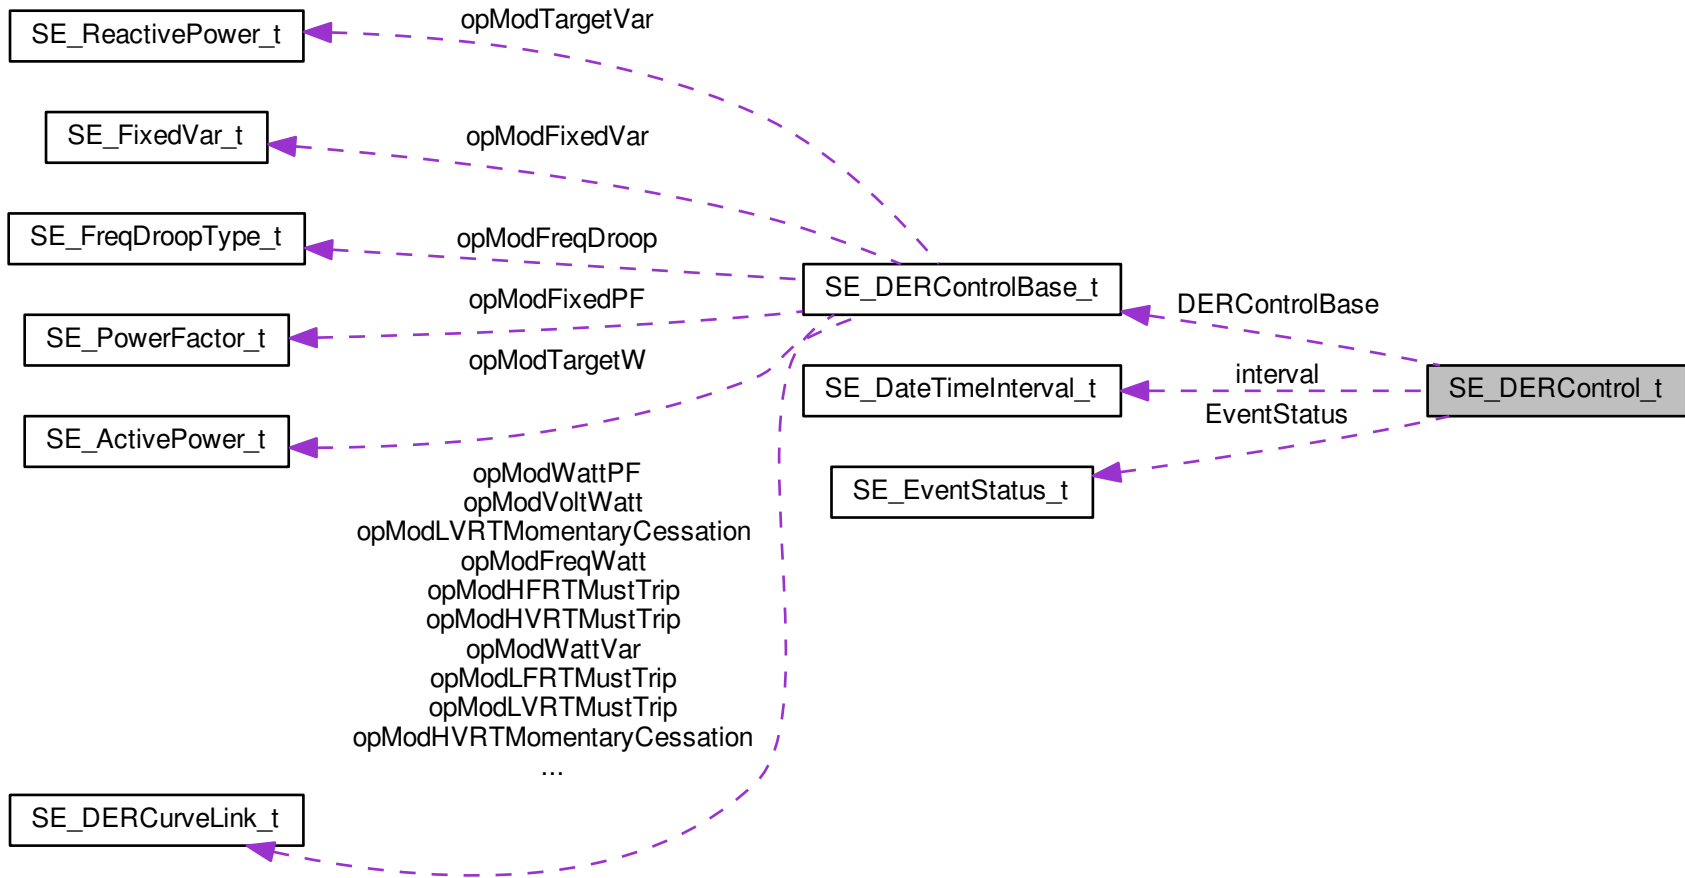 SE_ReactivePower_t
opModTargetVar
SE_FixedVar_t
opModFixedVar
SE_FreqDroopType_t
opModFreqDroop
SE_DERControlBase_t
DERControlBase
SE_PowerFactor_t
opModFixedPF
opModTargetW
SE_DateTimeInterval_t
interval
SE_DERControl_t
EventStatus
SE_ActivePower_t
SE_EventStatus_t
opModWattPF
opModVoltWatt
opModLVRTMomentaryCessation
opModFreqWatt
opModHFRTMustTrip
opModHVRTMustTrip
opModWattVar
opModLFRTMustTrip
opModLVRTMustTrip
opModHVRTMomentaryCessation
...
SE_DERCurveLink_t